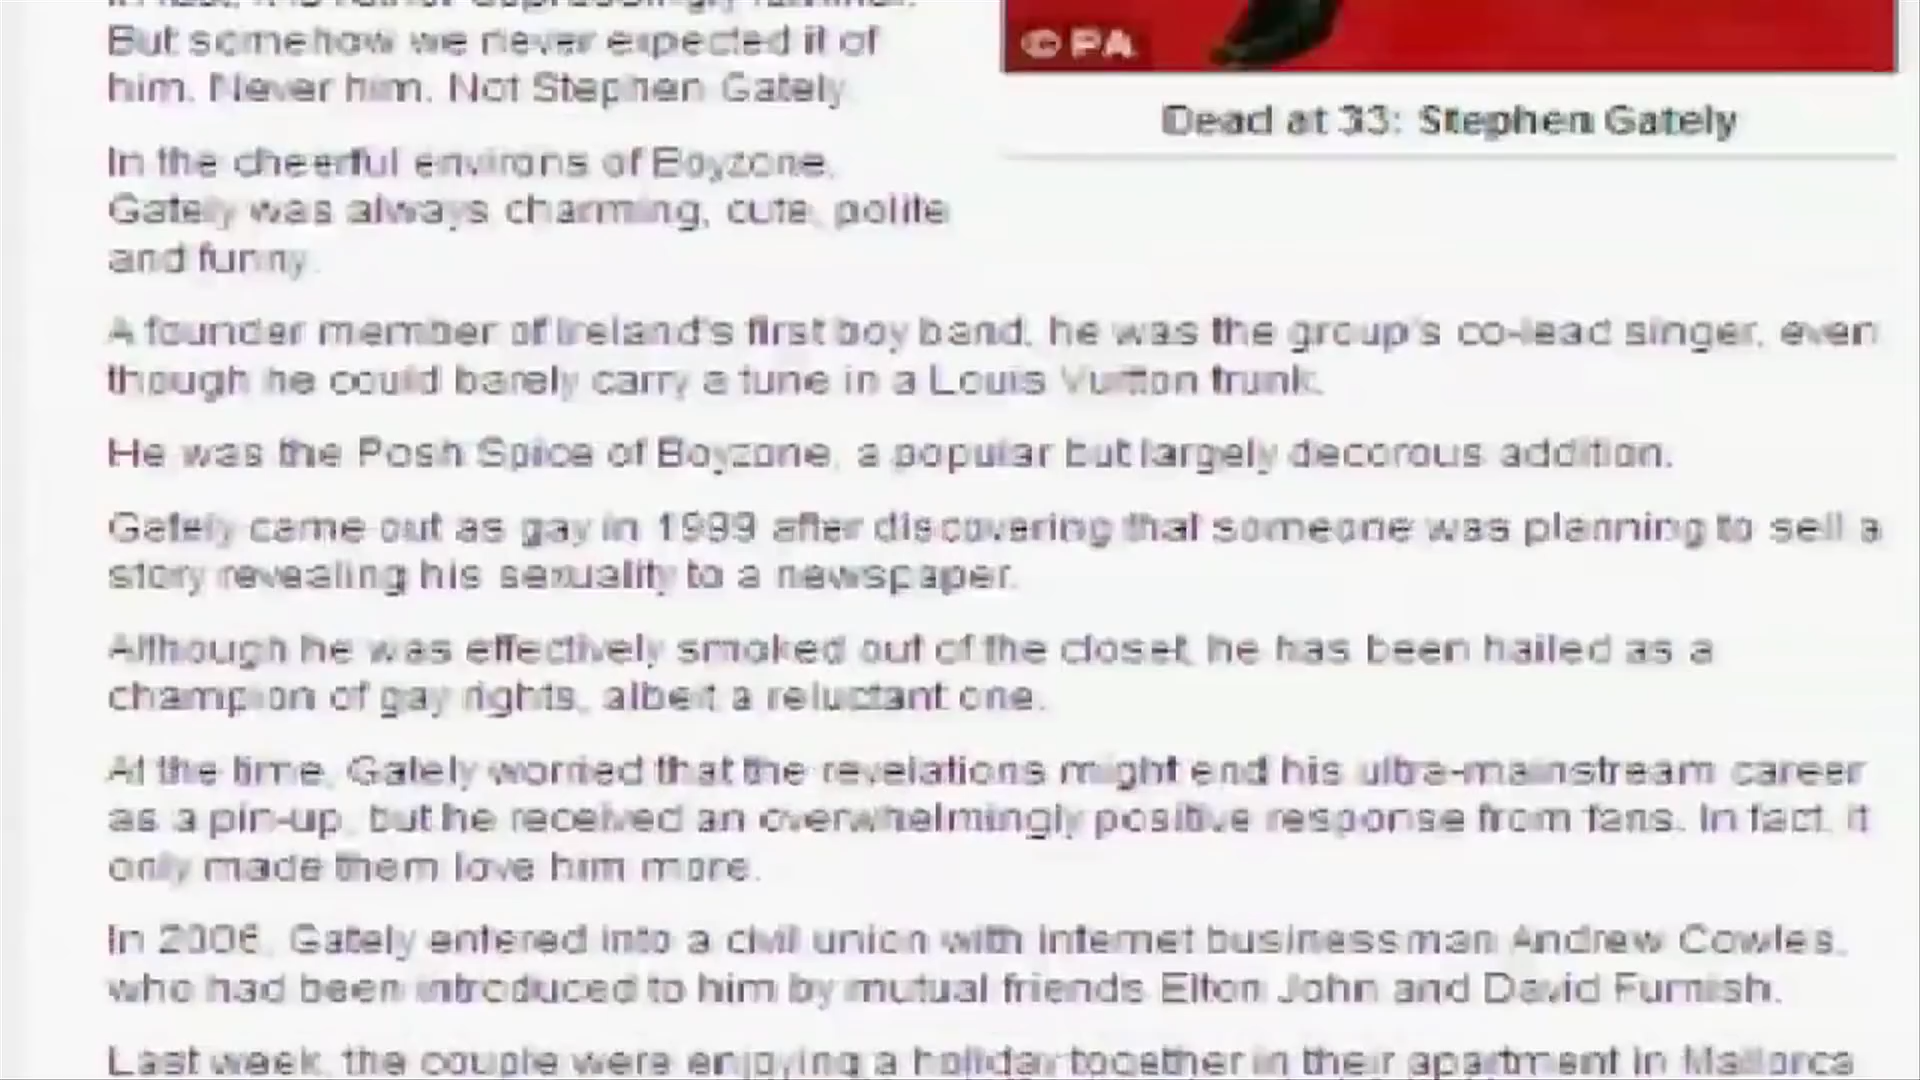 But somehow we never expected it of
him. Never him. Not Stephen Gately.
In the cheerful environs of Boyzone,
Gately was always charming, cute, polite
and funny.
A founder member of Ireland's first boy band, he was the group's co-lead singer, even
though he could barely carry a tune in a Louis Vuitton trunk.
He was the Posh Spice of Boyzone, a popular but largely decorous addition.
Gately came out as gay in 1999 after discovering that someone was planning to sell a
story revealing his sexuality to a newspaper.
Although he was effectively smoked out of the closet, he has been hailed as a
champion of gay rights, albeit a reluctant one.
At the time, Gately worried that the revelations might end his ultra-mainstream career
as a pin-up, but he received an overwhelmingly positive response from fans. In fact, it
only made them love him more.
In 2006, Gately entered into a civil union with internet businessman Andrew Cowles,
who had been introduced to him by mutual friends Elton John and David Furnish.
Last week, the couple were enjoying a holiday together in their apartment in Mallorca
© PA
Dead at 33: Stephen Gately